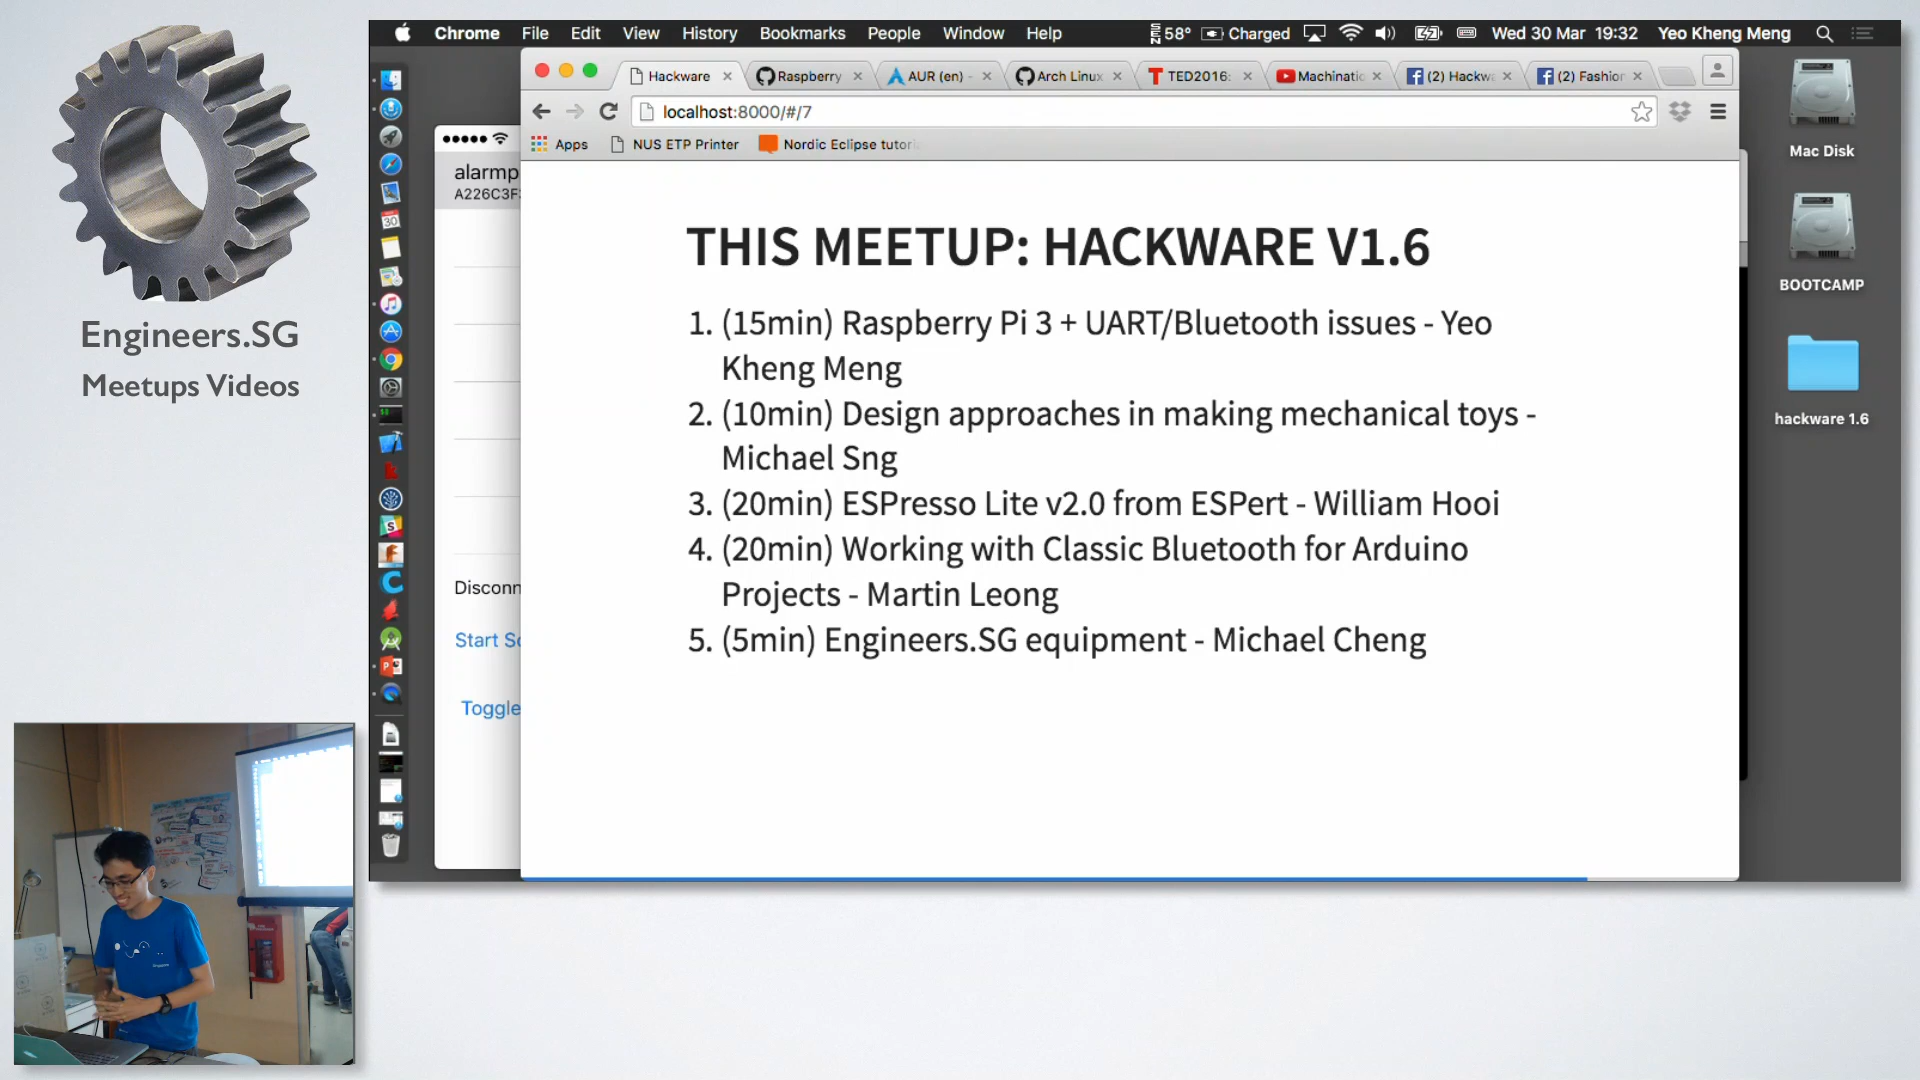 Engineers.SG
Meetups Videos
Chrome File Edit View History Bookmarks People Window Help
58° Charged Wed 30 Mar 19:32 Yeo Kheng Meng
Hackware Raspberry AUR (en) - Arch Linux TED2016: Machinatio (2) Hackw (2) Fashion
localhost:8000/#/7
Apps NUS ETP Printer Nordic Eclipse tutori
alarmp
A226C3F
Disconn
Start Sc
Toggle
THIS MEETUP: HACKWARE V1.6
1. (15min) Raspberry Pi 3 + UART/Bluetooth issues - Yeo
Kheng Meng
2. (10min) Design approaches in making mechanical toys -
Michael Sng
3. (20min) ESPresso Lite v2.0 from ESPert - William Hooi
4. (20min) Working with Classic Bluetooth for Arduino
Projects - Martin Leong
5. (5min) Engineers.SG equipment - Michael Cheng
Mac Disk
BOOTCAMP
hackware 1.6